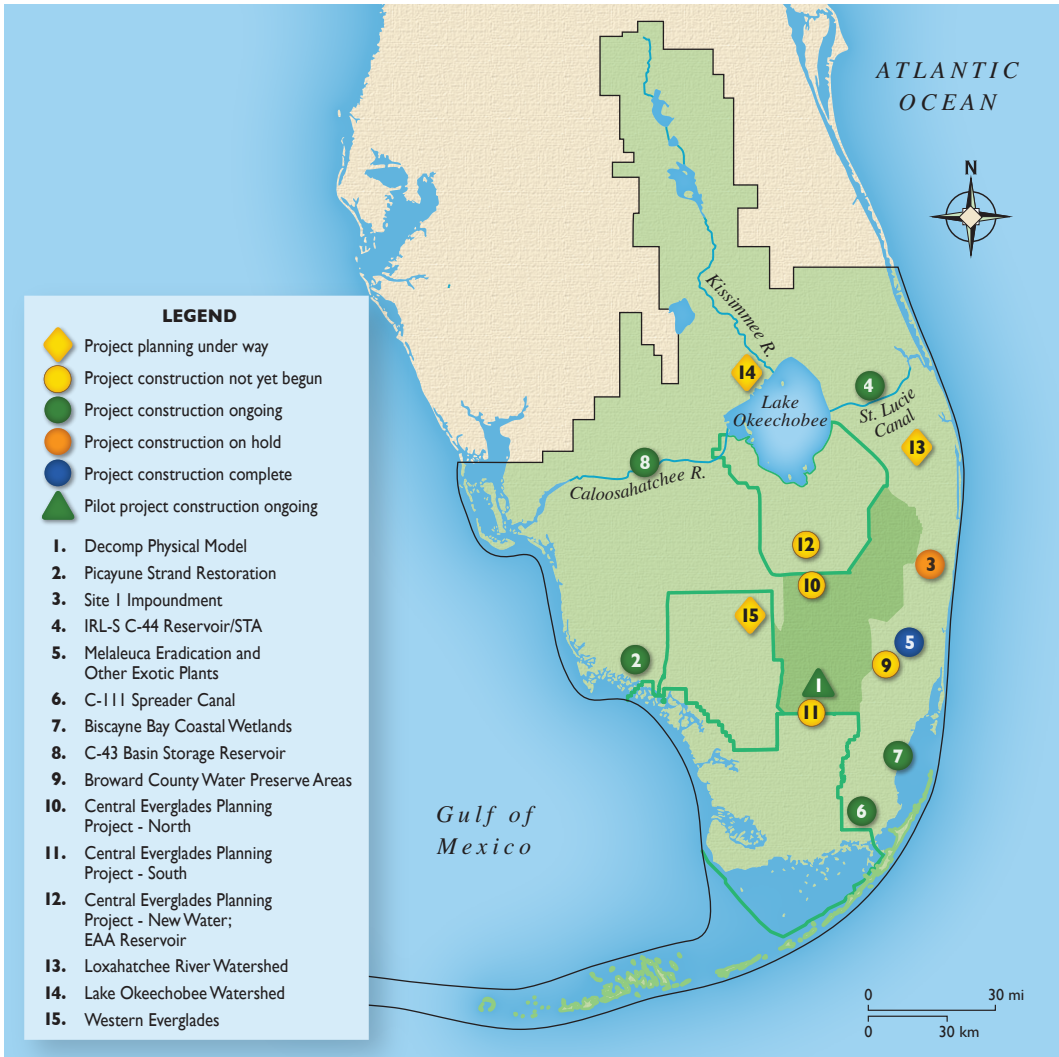 ATLANTIC
OCEAN
N
Kissimmee R.
14
4
Lake
Okeechobee
St. Lucie
Canal
13
8
Caloosahatchee R.
12
3
10
15
5
2
9
1
11
7
6
Gulf of
Mexico
0 30 mi
0 30 km
LEGEND
Project planning under way
Project construction not yet begun
Project construction ongoing
Project construction on hold
Project construction complete
Pilot project construction ongoing
1. Decomp Physical Model
2. Picayune Strand Restoration
3. Site 1 Impoundment
4. IRL-S C-44 Reservoir/STA
5. Melaleuca Eradication and
Other Exotic Plants
6. C-111 Spreader Canal
7. Biscayne Bay Coastal Wetlands
8. C-43 Basin Storage Reservoir
9. Broward County Water Preserve Areas
10. Central Everglades Planning
Project - North
11. Central Everglades Planning
Project - South
12. Central Everglades Planning
Project - New Water;
EAA Reservoir
13. Loxahatchee River Watershed
14. Lake Okeechobee Watershed
15. Western Everglades